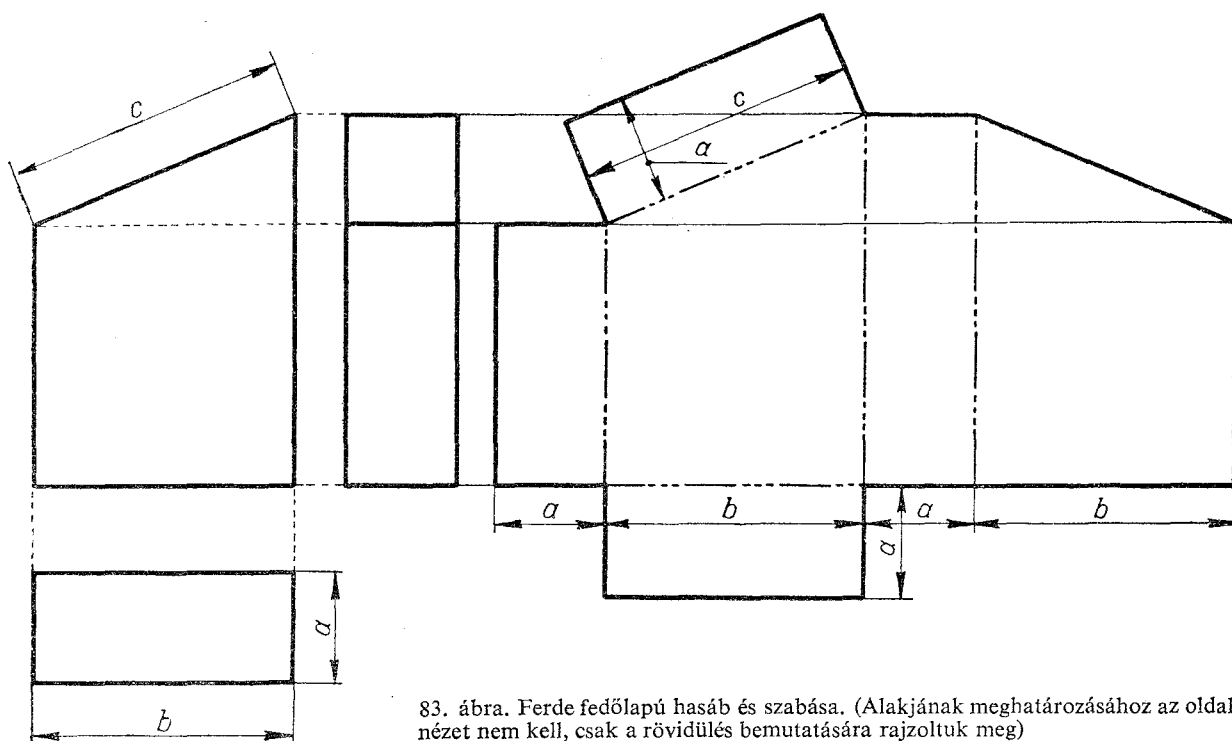 c
c
a
a
b
a
b
a
a
b
83. ábra. Ferde fedőlapú hasáb és szabása. (Alakjának meghatározásához az oldal-
nézet nem kell, csak a rövidülés bemutatására rajzoltuk meg)